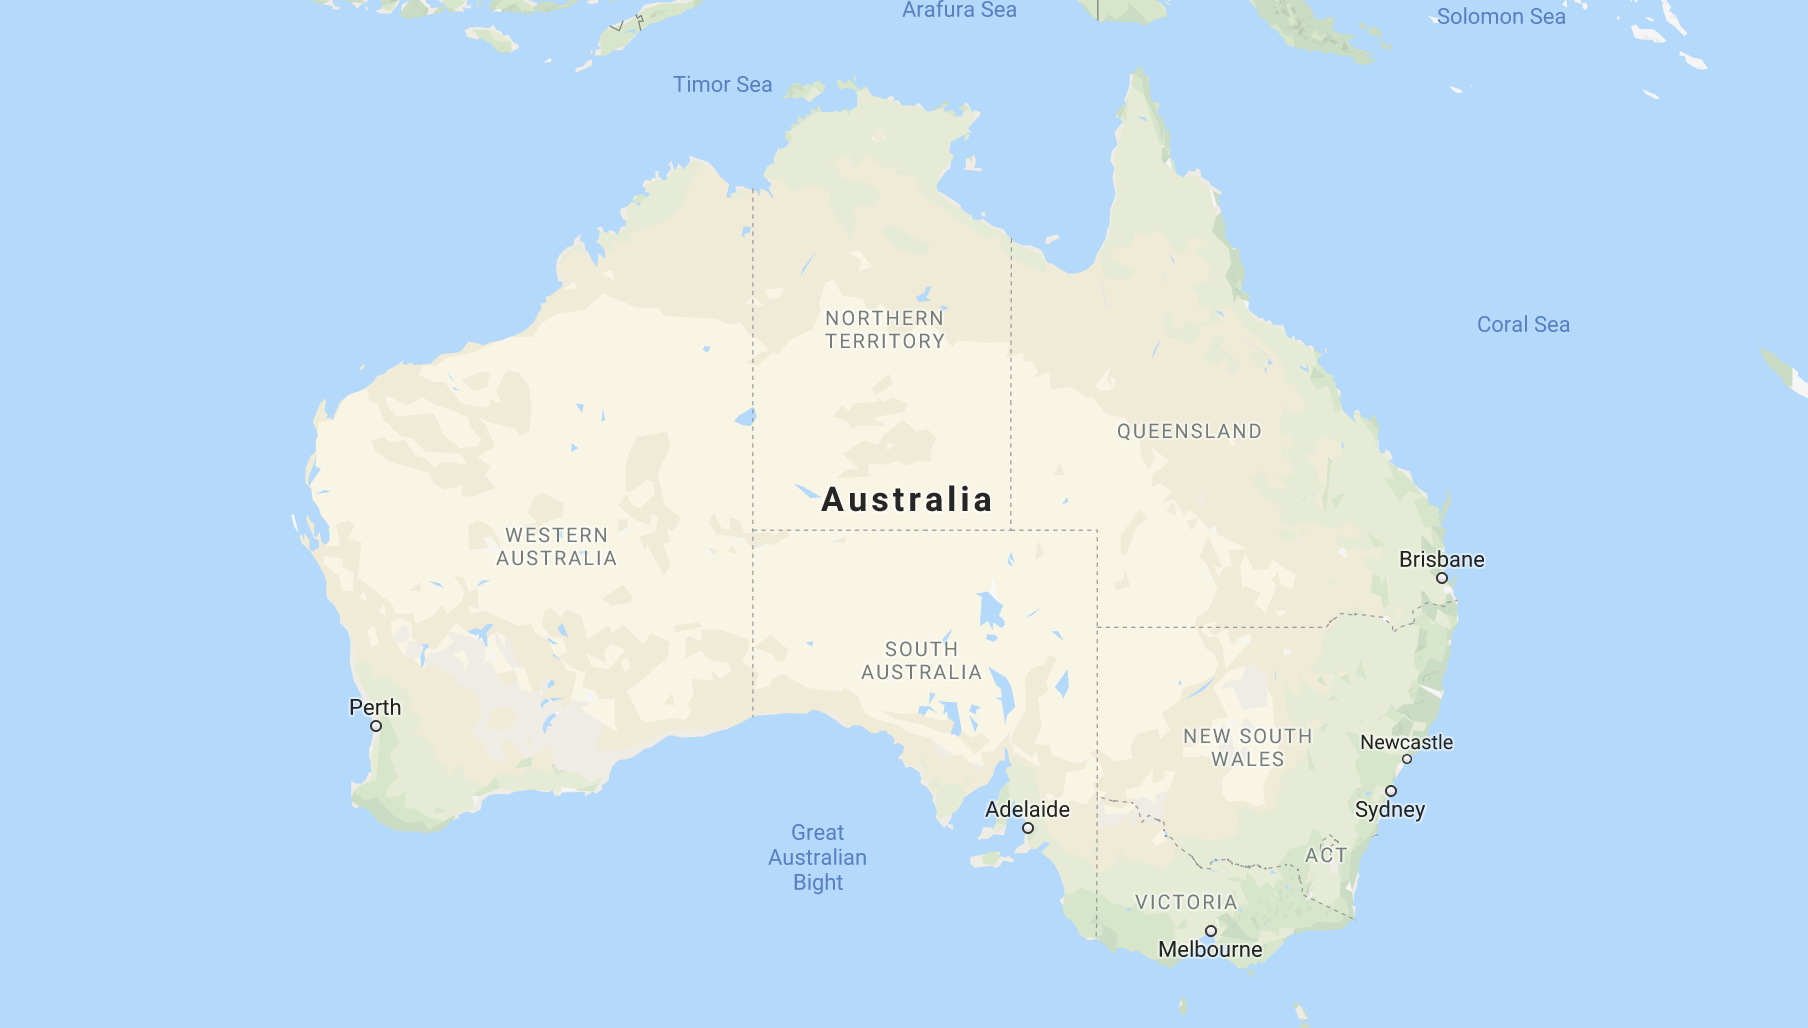 Arafura Sea
Solomon Sea
Timor Sea
NORTHERN
TERRITORY
Coral Sea
QUEENSLAND
Australia
WESTERN
AUSTRALIA
Brisbane
SOUTH
AUSTRALIA
Perth
NEW SOUTH
WALES
Newcastle
Adelaide
Sydney
Great
Australian
Bight
ACT
VICTORIA
Melbourne